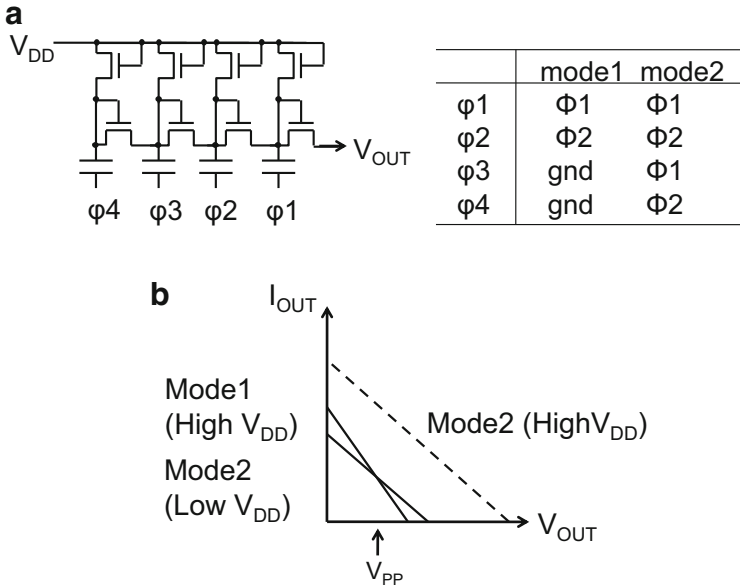 a
V_DD
V_OUT
φ4 φ3 φ2 φ1
mode1 mode2
φ1 Φ1 Φ1
φ2 Φ2 Φ2
φ3 gnd Φ1
φ4 gnd Φ2
b
I_OUT
Mode1
(High V_DD)
Mode2 (HighV_DD)
Mode2
(Low V_DD)
V_OUT
V_PP